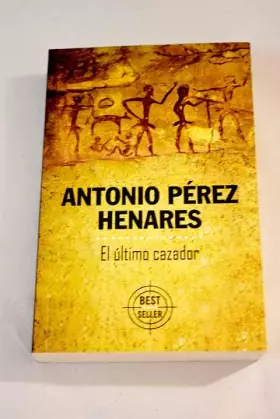 ANTONIO PÉREZ
HENARES
El último cazador
BEST
SELLER